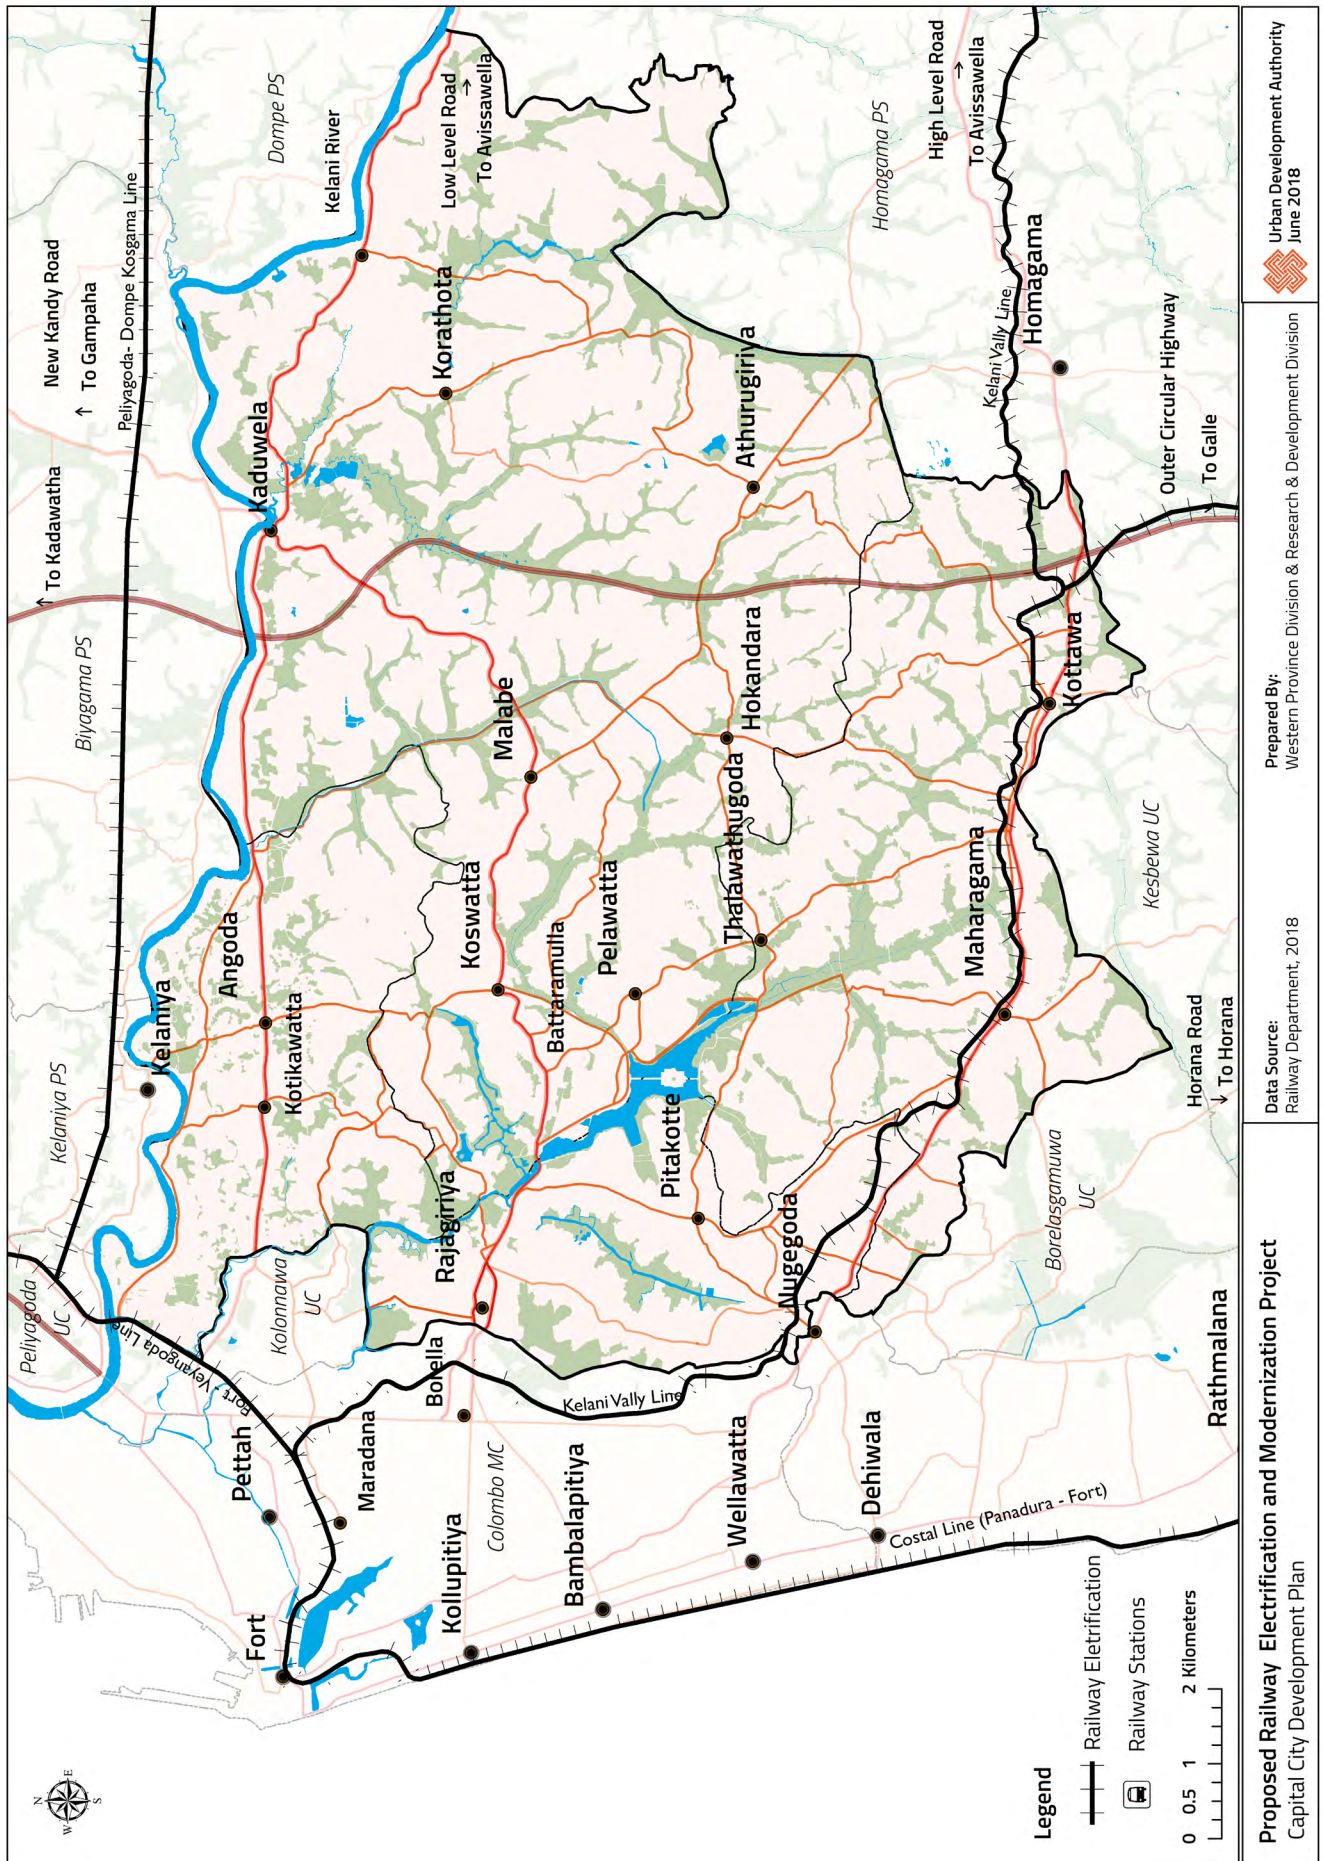 N
W
E
S
To Kadawatha
New Kandy Road
To Gampaha
Peliyagoda- Dompe Kosgama Line
Biyagama PS
Dompe PS
Kelani River
Low Level Road
To Avissawella
Kelaniya PS
Peliyagoda
UC
Kelaniya
Angoda
Kaduwela
Korathota
Kotikawatta
Kolonnawa
UC
Fort - Veyangoda Line
Pettah
Fort
Maradana
Borella
Rajagiriya
Koswatta
Malabe
Battaramulla
Pelawatta
Kollupitiya
Colombo MC
Bambalapitiya
Kelani Vally Line
Pitakotte
Thalawathugoda
Hokandara
Athurugiriya
Homagama PS
High Level Road
To Avissawella
Wellawatta
Nugegoda
Dehiwala
Costal Line (Panadura - Fort)
Maharagama
Kottawa
Kelani Vally Line
Homagama
Borelasgamuwa
UC
Kesbewa UC
Outer Circular Highway
To Galle
Horana Road
To Horana
Rathmalana
Legend
Railway Eletrification
Railway Stations
0 0.5 1 2 Kilometers
Proposed Railway Electrification and Modernization Project
Capital City Development Plan
Data Source:
Railway Department, 2018
Prepared By:
Western Province Division & Research & Development Division
Urban Development Authority
June 2018